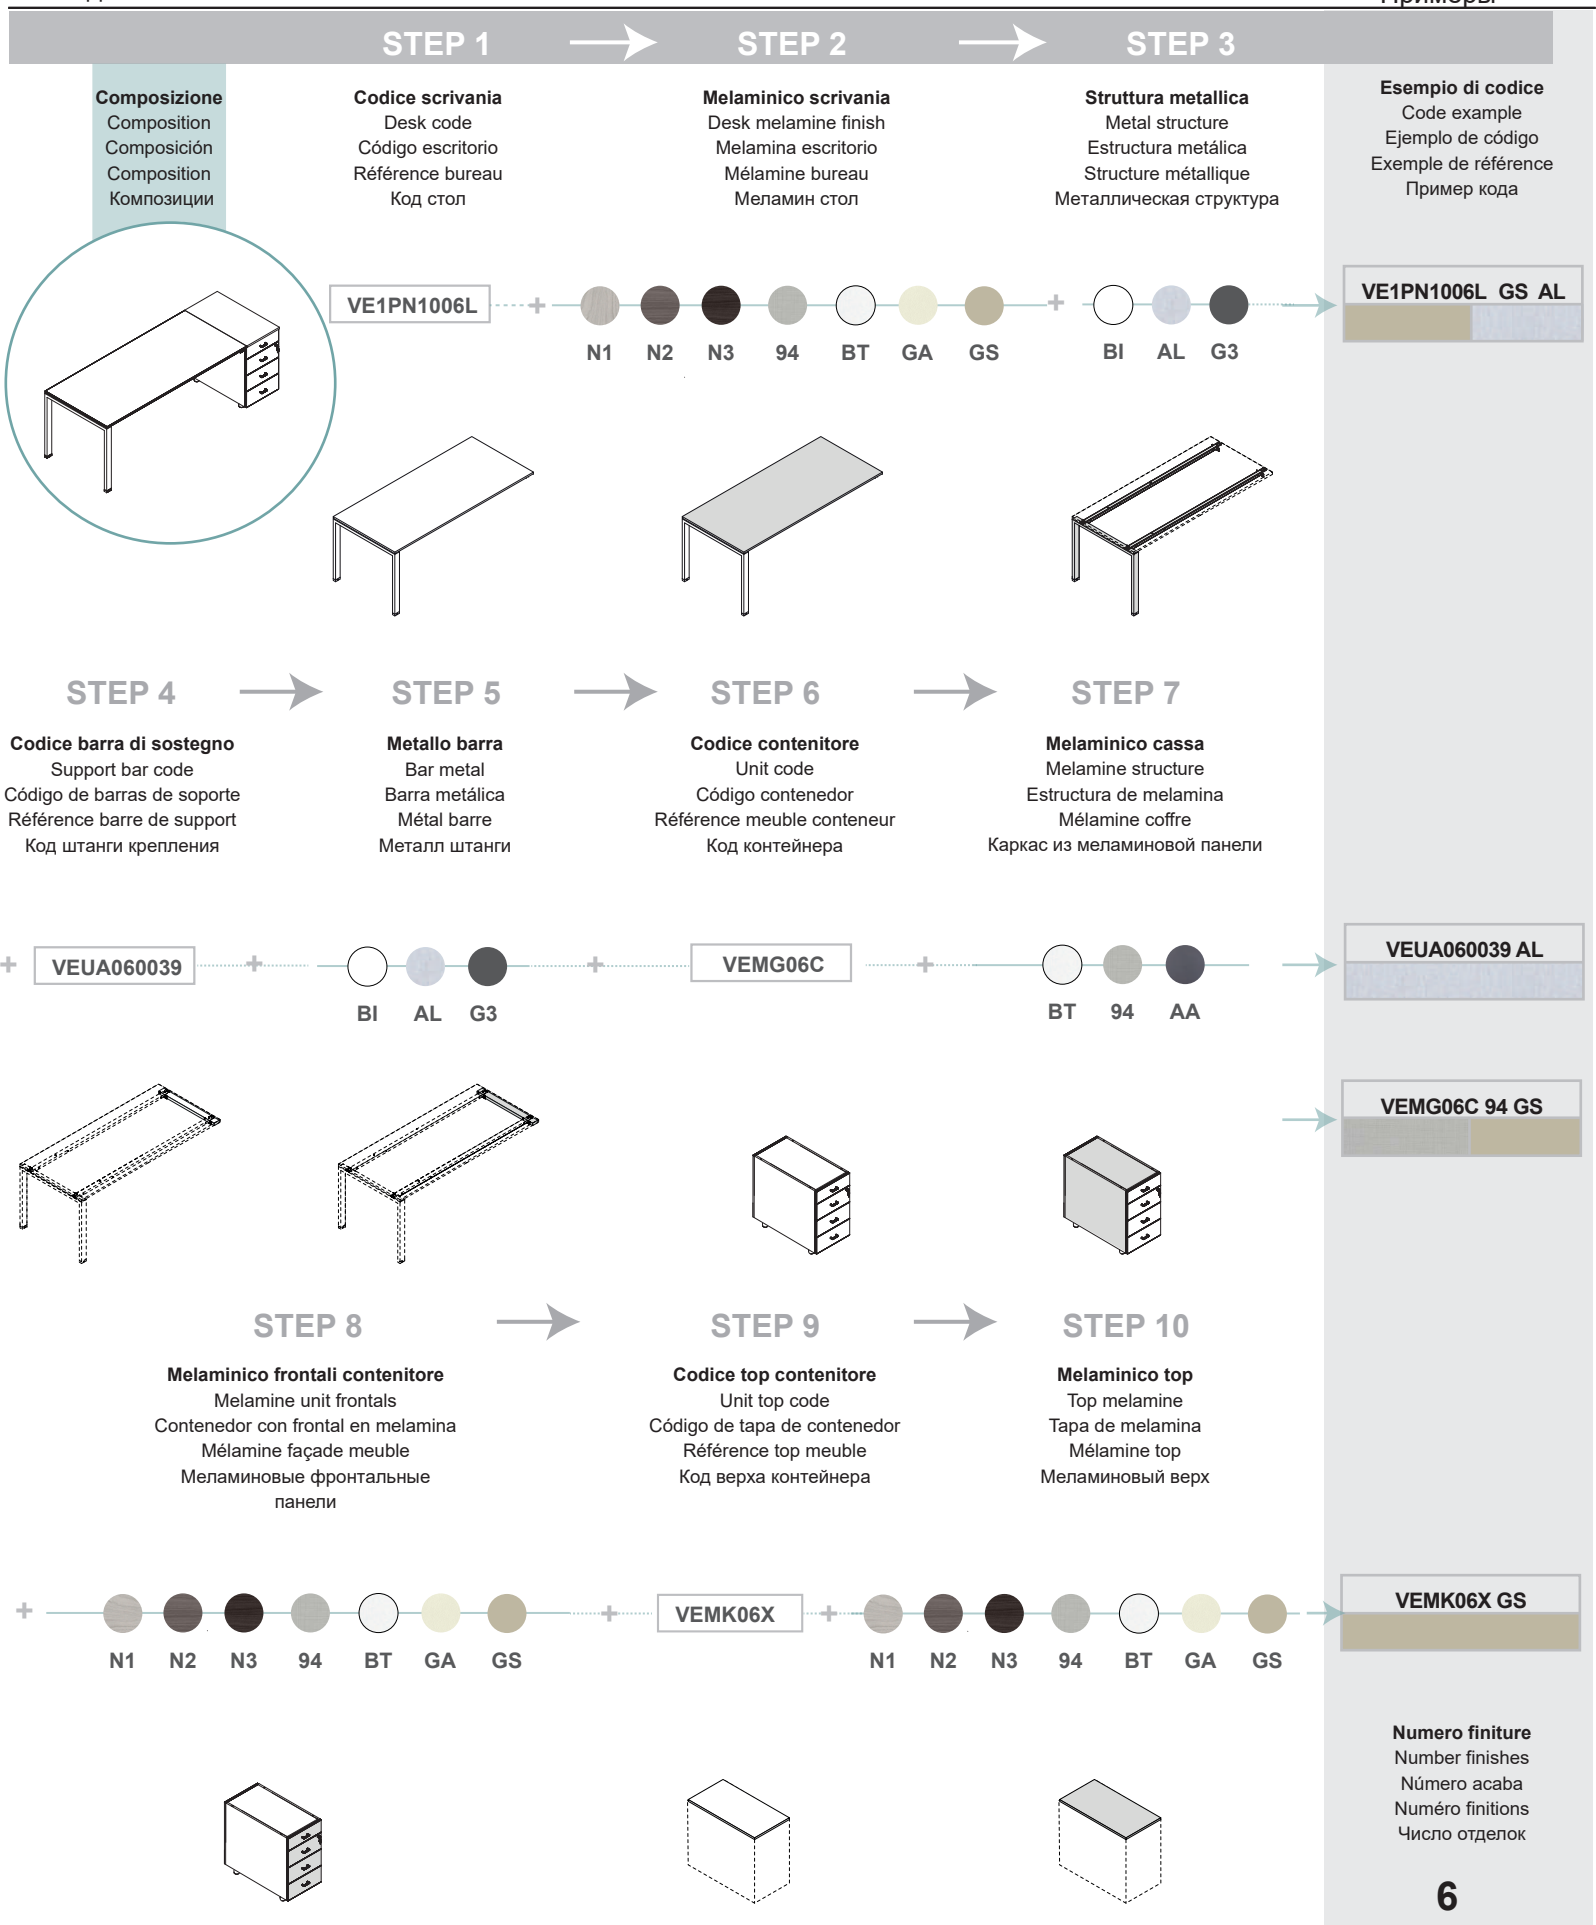 STEP 1
STEP 2
STEP 3
Composizione
Composition
Composición
Composition
Композиции
Codice scrivania
Desk code
Código escritorio
Référence bureau
Код стол
Melaminico scrivania
Desk melamine finish
Melamina escritorio
Mélamine bureau
Меламин стол
Struttura metallica
Metal structure
Estructura metálica
Structure métallique
Металлическая структура
Esempio di codice
Code example
Ejemplo de código
Exemple de référence
Пример кода
VE1PN1006L
+
N1 N2 N3 94 BT GA GS
+
BI AL G3
VE1PN1006L GS AL
STEP 4
STEP 5
STEP 6
STEP 7
Codice barra di sostegno
Support bar code
Código de barras de soporte
Référence barre de support
Код штанги крепления
Metallo barra
Bar metal
Barra metálica
Métal barre
Металл штанги
Codice contenitore
Unit code
Código contenedor
Référence meuble conteneur
Код контейнера
Melaminico cassa
Melamine structure
Estructura de melamina
Mélamine coffre
Каркас из меламиновой панели
+
VEUA060039
+
BI AL G3
+
VEMG06C
+
BT 94 AA
VEUA060039 AL
VEMG06C 94 GS
STEP 8
STEP 9
STEP 10
Melaminico frontali contenitore
Melamine unit frontals
Contenedor con frontal en melamina
Mélamine façade meuble
Меламиновые фронтальные
панели
Codice top contenitore
Unit top code
Código de tapa de contenedor
Référence top meuble
Код верха контейнера
Melaminico top
Top melamine
Tapa de melamina
Mélamine top
Меламиновый верх
+
N1 N2 N3 94 BT GA GS
+
VEMK06X
+
N1 N2 N3 94 BT GA GS
VEMK06X GS
Numero finiture
Number finishes
Número acaba
Numéro finitions
Число отделок
6